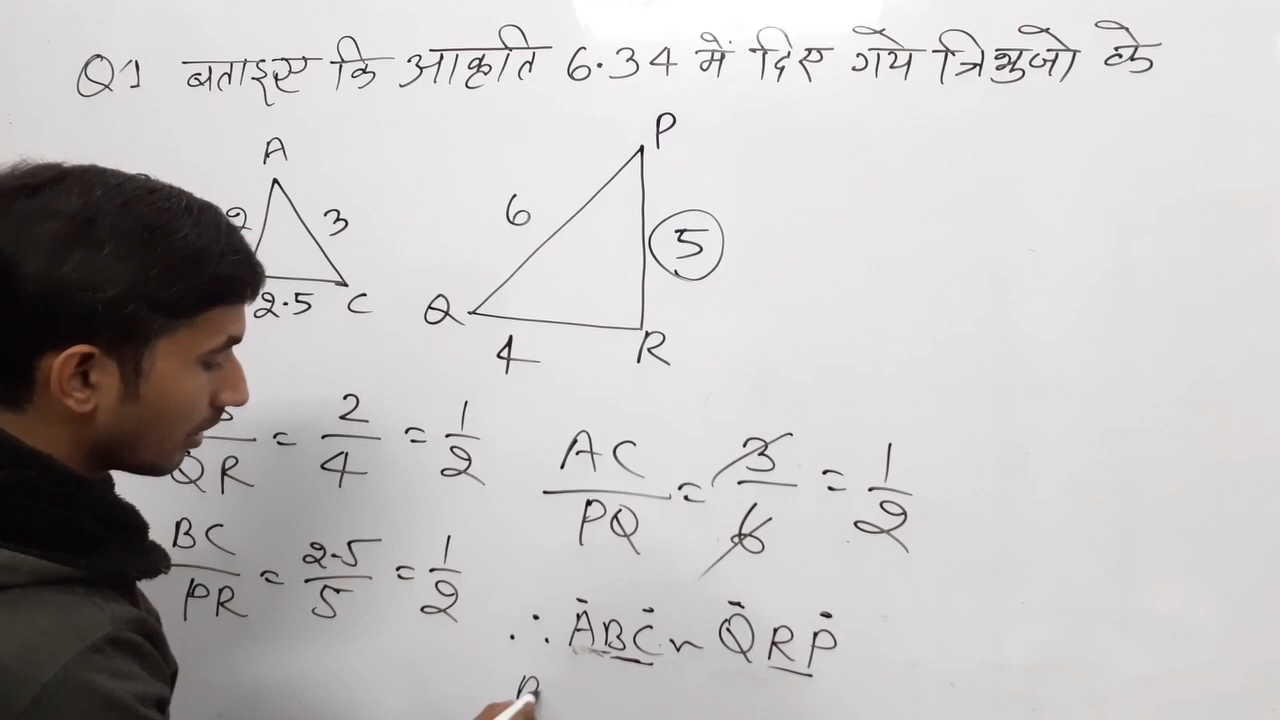 Q1 बताइए कि आकृति 6.34 में दिए गये त्रिभुजो के
A
P
2
3
6
5
2.5
C
Q
4
R
QR = 2/4 = 1/2
AC/PQ = 3/6 = 1/2
BC/PR = 2.5/5 = 1/2
∴ ABC ~ QRP